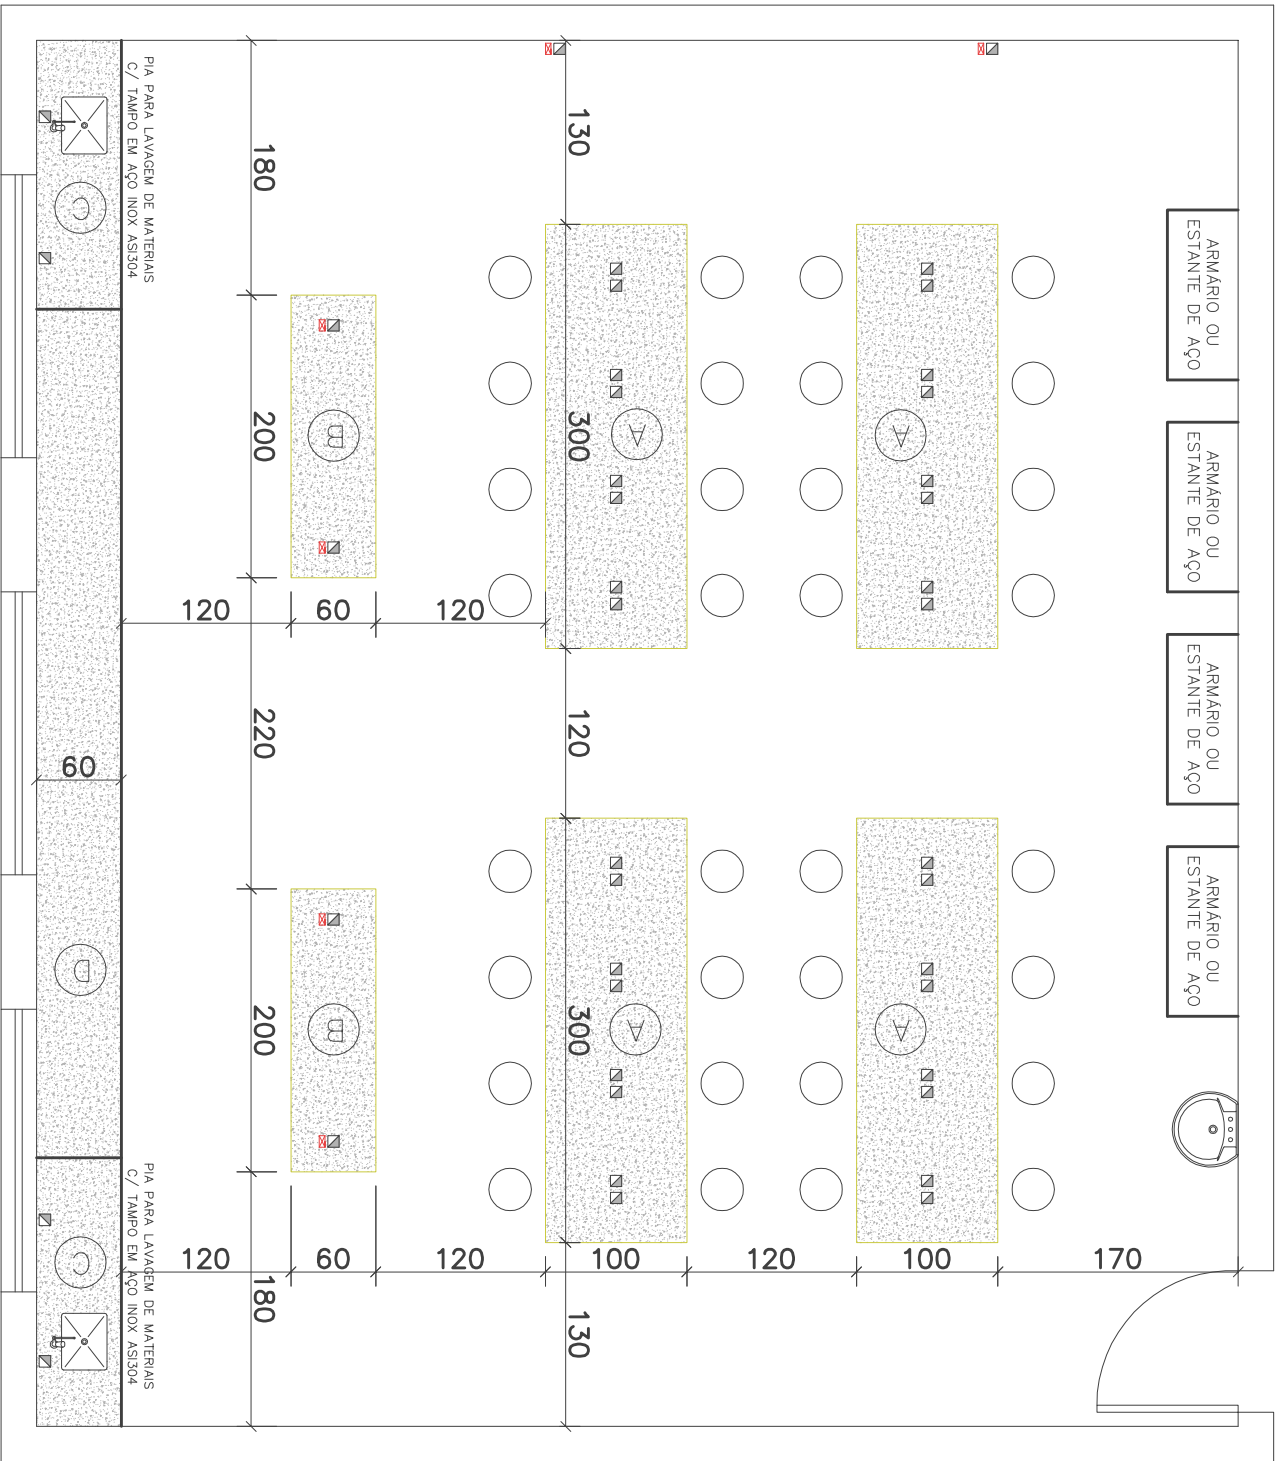 PIA PARA LAVAGEM DE MATERIAIS
C/ TAMPO EM AÇO INOX ASI304
C
180
130
ARMÁRIO OU
ESTANTE DE AÇO
B
200
A
300
A
ARMÁRIO OU
ESTANTE DE AÇO
120
60
120
60
220
120
ARMÁRIO OU
ESTANTE DE AÇO
D
B
200
A
300
A
ARMÁRIO OU
ESTANTE DE AÇO
PIA PARA LAVAGEM DE MATERIAIS
C/ TAMPO EM AÇO INOX ASI304
C
120
60
120
100
120
100
170
180
130